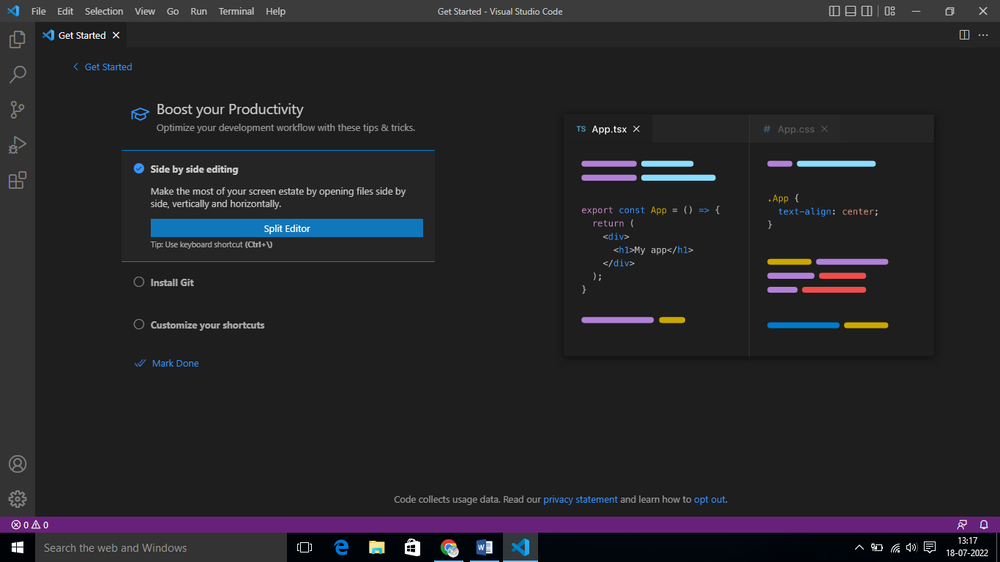 File Edit Selection View Go Run Terminal Help Get Started - Visual Studio Code
Get Started
Get Started
Boost your Productivity
Optimize your development workflow with these tips & tricks.
Side by side editing
Make the most of your screen estate by opening files side by
side, vertically and horizontally.
Split Editor
Tip: Use keyboard shortcut (Ctrl+\)
Install Git
Customize your shortcuts
Mark Done
TS App.tsx
export const App = () => {
return (
<div>
<h1>My app</h1>
</div>
);
}
# App.css
.App {
text-align: center;
}
Code collects usage data. Read our privacy statement and learn how to opt out.
0 0
Search the web and Windows
13:17
18-07-2022